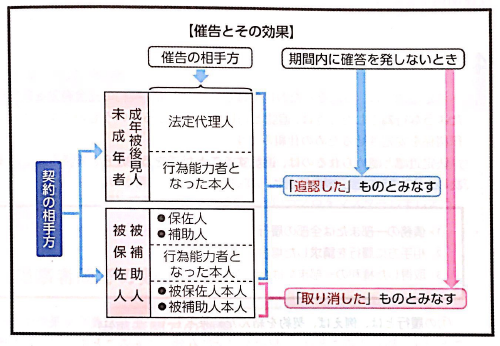 【催告とその効果】
催告の相手方
期間内に確答を発しないとき
契約の相手方
未成年者
成年被後見人
法定代理人
行為能力者と
なった本人
「追認した」ものとみなす
被保佐人
被補助人
●保佐人
●補助人
行為能力者と
なった本人
●被保佐人本人
●被補助人本人
「取り消した」ものとみなす